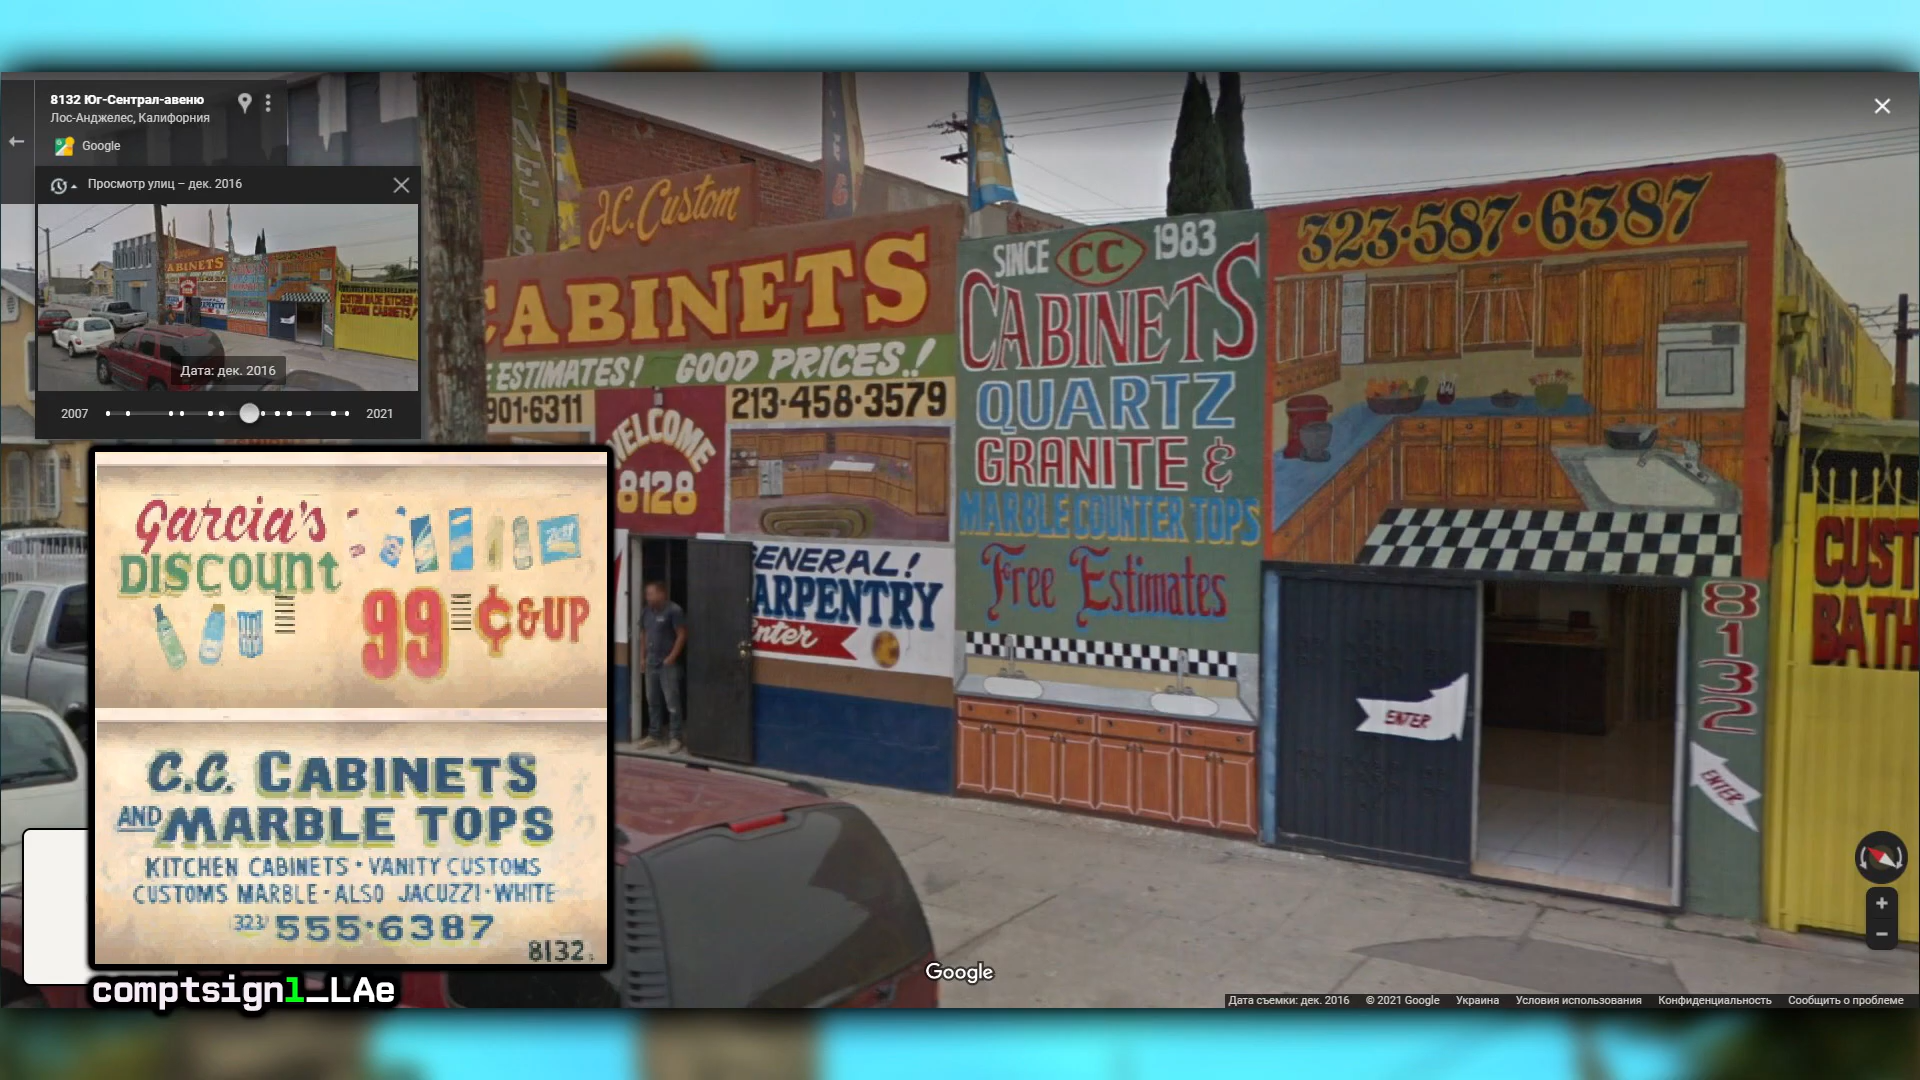 8132 Юг-Сентрал-авеню
Лос-Анджелес, Калифорния
Google
Просмотр улиц – дек. 2016
CABINETS
Дата: дек. 2016
2007
2021
J.C. Custom
CABINETS
ESTIMATES! GOOD PRICES.!
901·6311
213·458·3579
WELCOME
8128
GENERAL!
CARPENTRY
Enter
SINCE CC 1983
CABINETS
QUARTZ
GRANITE &
MARBLE COUNTER TOPS
Free Estimates
323·587·6387
ENTER
8132
ENTER
CUST
BATH
Garcia's
DISCOUNT
99¢&UP
C.C. CABINETS
AND MARBLE TOPS
KITCHEN CABINETS · VANITY CUSTOMS
CUSTOMS MARBLE · ALSO JACUZZI · WHITE
323 555·6387
8132
comptsign1_LAe
Google
Дата съемки: дек. 2016
© 2021 Google
Украина
Условия использования
Конфиденциальность
Сообщить о проблеме